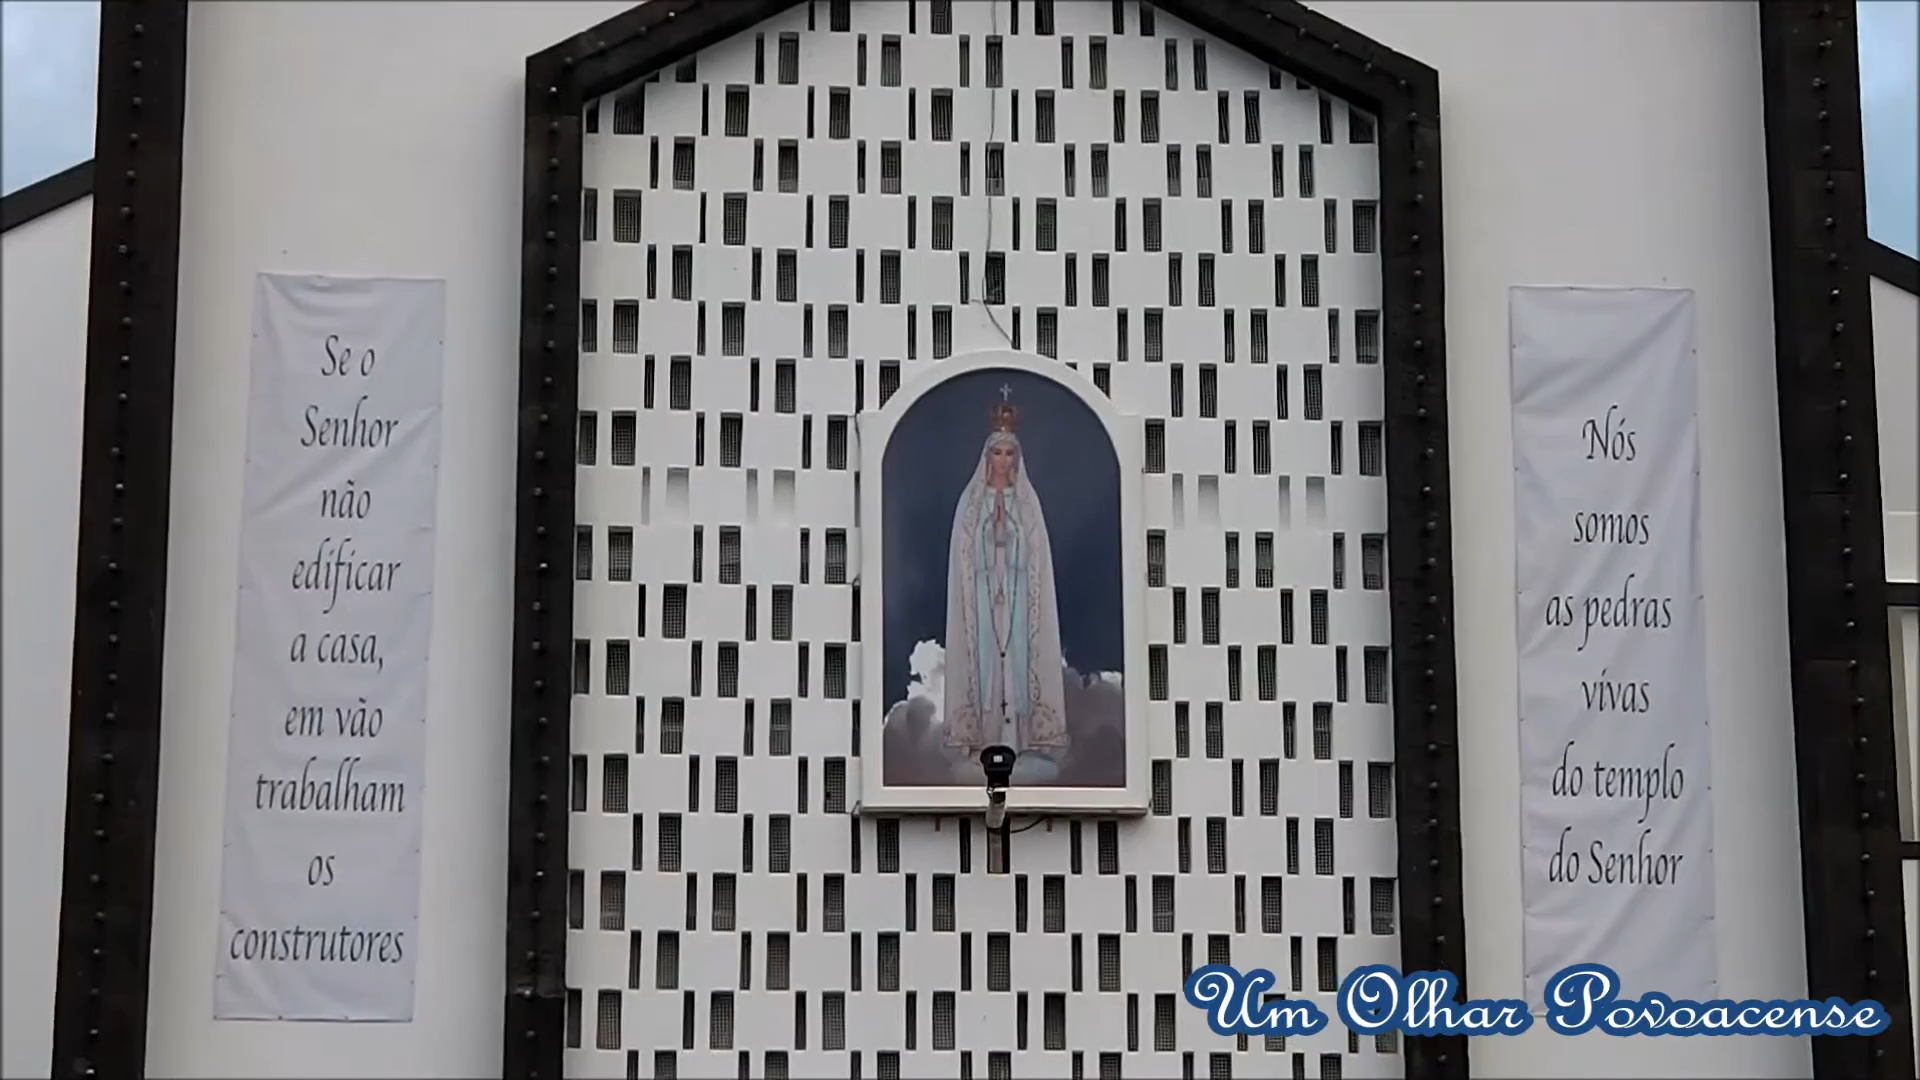 Se o
Senhor
não
edificar
a casa,
em vão
trabalham
os
construtores
Nós
somos
as pedras
vivas
do templo
do Senhor
Um Olhar Povoacense